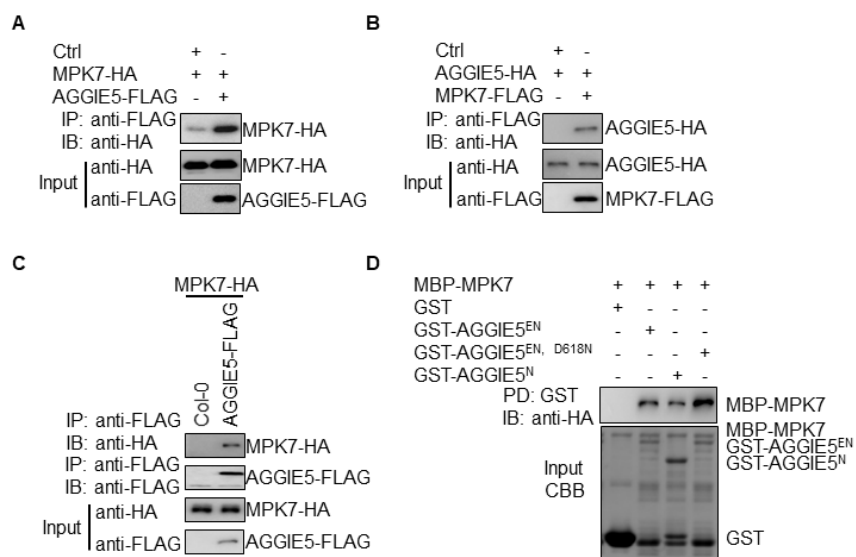 A
Ctrl + -
MPK7-HA + +
AGGIE5-FLAG - +
IP: anti-FLAG
IB: anti-HA
MPK7-HA
Input
anti-HA
MPK7-HA
anti-FLAG
AGGIE5-FLAG
B
Ctrl + -
AGGIE5-HA + +
MPK7-FLAG - +
IP: anti-FLAG
IB: anti-HA
AGGIE5-HA
Input
anti-HA
AGGIE5-HA
anti-FLAG
MPK7-FLAG
C
MPK7-HA
Col-0
AGGIE5-FLAG
IP: anti-FLAG
IB: anti-HA
MPK7-HA
IP: anti-FLAG
IB: anti-FLAG
AGGIE5-FLAG
Input
anti-HA
MPK7-HA
anti-FLAG
AGGIE5-FLAG
D
MBP-MPK7 + + + +
GST + - - -
GST-AGGIE5EN - + - -
GST-AGGIE5EN, D618N - - - +
GST-AGGIE5N - - + -
PD: GST
IB: anti-HA
MBP-MPK7
Input
CBB
MBP-MPK7
GST-AGGIE5EN
GST-AGGIE5N
GST